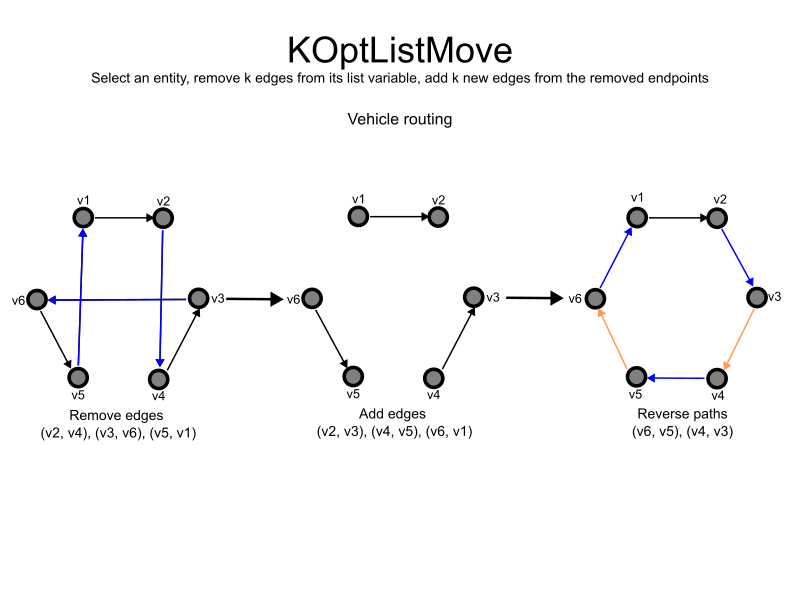 KOptListMove
Select an entity, remove k edges from its list variable, add k new edges from the removed endpoints
Vehicle routing
v1
v2
v6
v3
v5
v4
Remove edges
(v2, v4), (v3, v6), (v5, v1)
v1
v2
v6
v3
v5
v4
Add edges
(v2, v3), (v4, v5), (v6, v1)
v1
v2
v6
v3
v5
v4
Reverse paths
(v6, v5), (v4, v3)